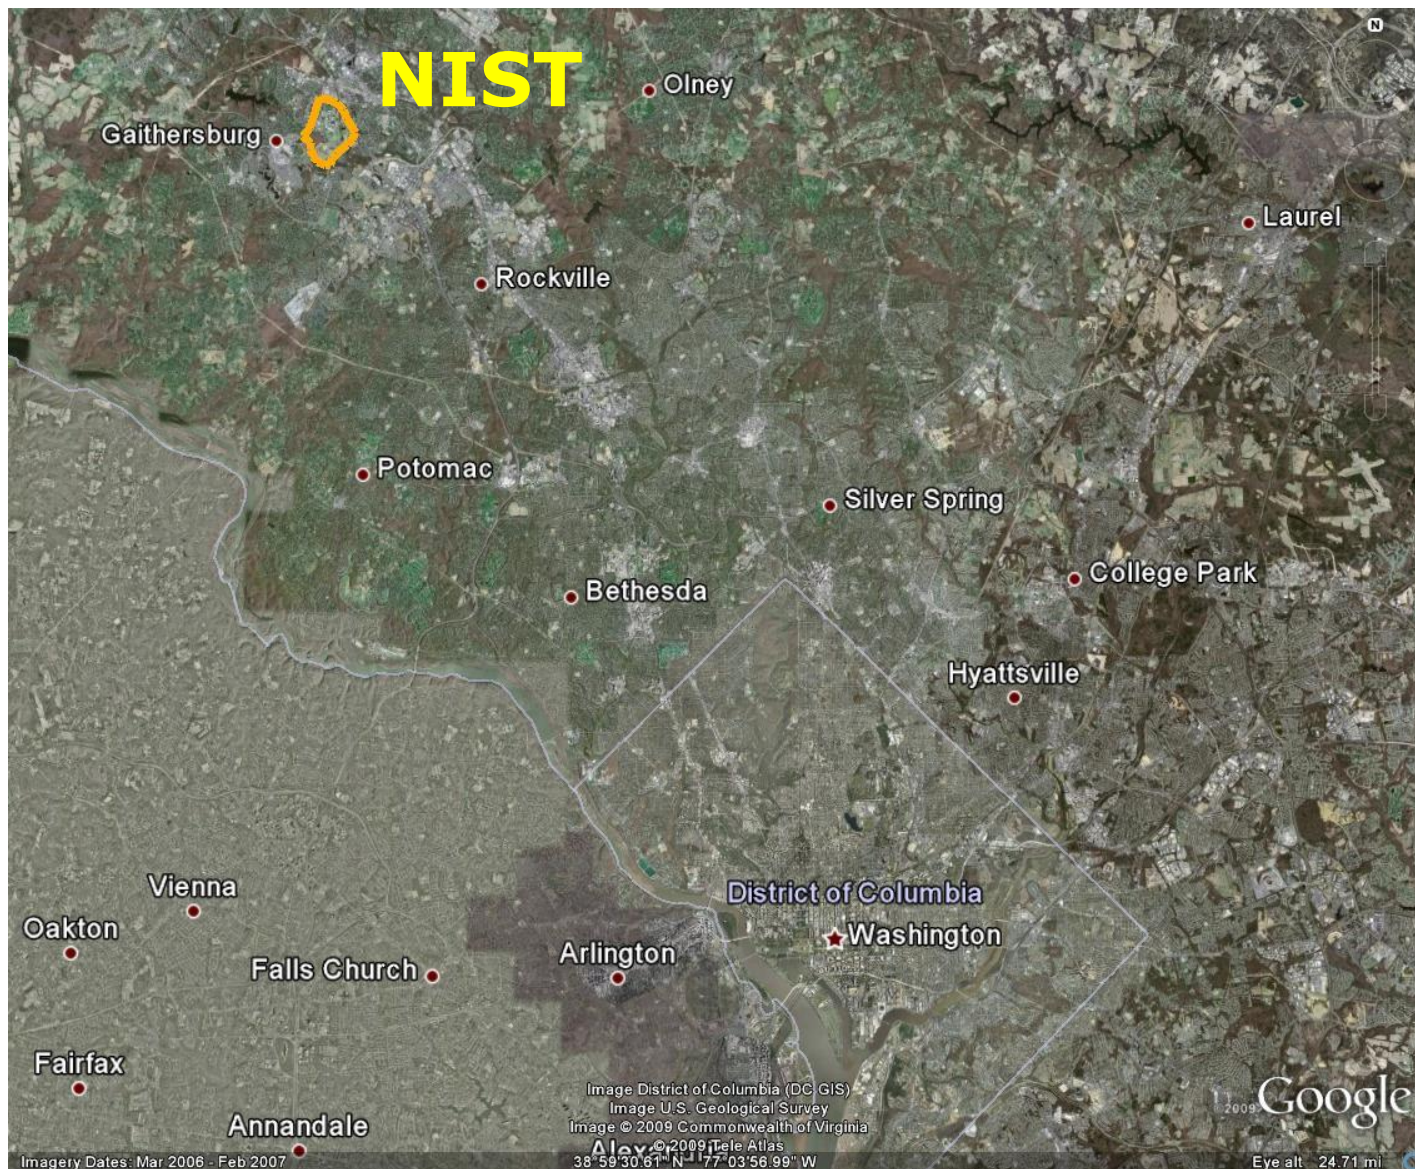 N
NIST
Olney
Gaithersburg
Laurel
Rockville
Potomac
Silver Spring
College Park
Bethesda
Hyattsville
Vienna
District of Columbia
Oakton
Washington
Arlington
Falls Church
Fairfax
Image District of Columbia (DC GIS)
Image U.S. Geological Survey
Image © 2009 Commonwealth of Virginia
© 2009 Tele Atlas
©2009 Google
Annandale
Alexandria
Imagery Dates: Mar 2006 - Feb 2007
38°59'30.61" N 77°03'56.99" W
Eye alt 24.71 mi